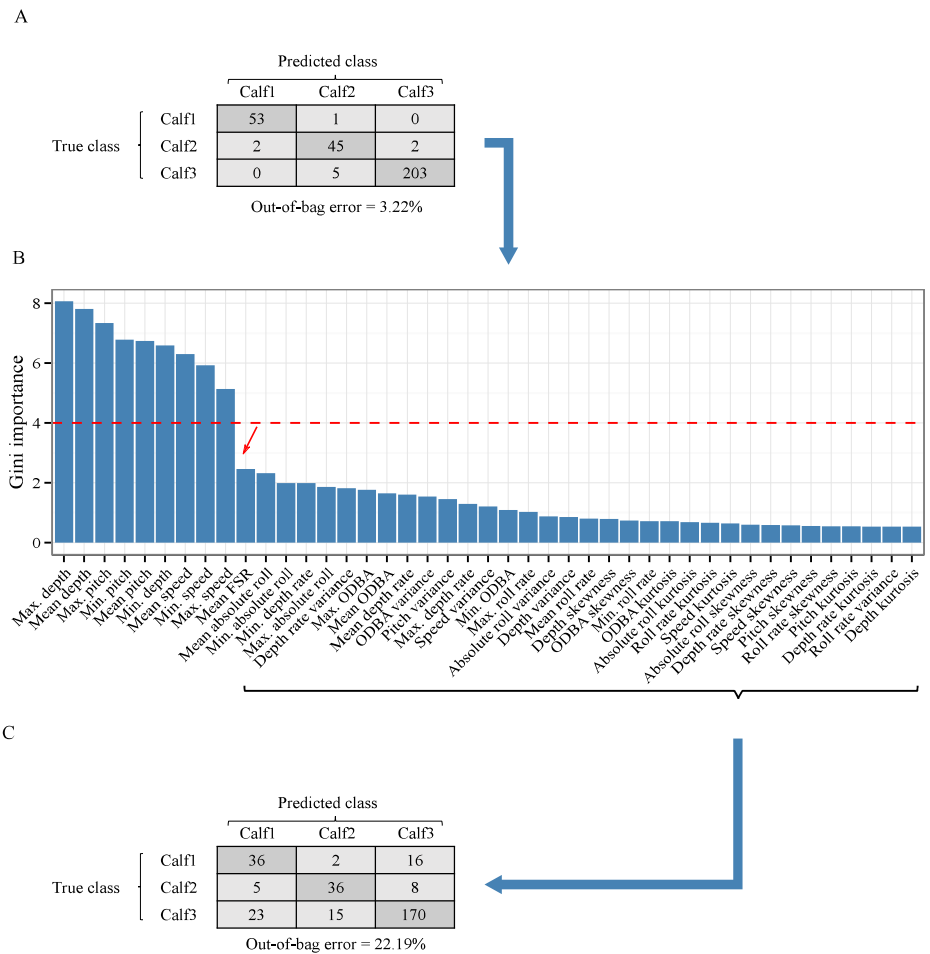 A
Predicted class
Calf1 Calf2 Calf3
Calf1 53 1 0
True class Calf2 2 45 2
Calf3 0 5 203
Out-of-bag error = 3.22%
B
Gini importance
8
6
4
2
0
Max. depth
Mean depth
Max. pitch
Min. pitch
Mean pitch
Min. depth
Mean speed
Min. speed
Max. speed
Mean FSR
Mean absolute roll
Min. absolute roll
Min. depth rate
Max. absolute roll
Depth rate variance
Max. ODBA
Mean ODBA
Mean depth rate
ODBA variance
Pitch variance
Max. depth rate
Speed variance
Min. ODBA
Max. roll rate
Absolute roll variance
Depth variance
Mean roll rate
Depth skewness
ODBA skewness
Min. roll rate
ODBA kurtosis
Absolute roll kurtosis
Roll rate kurtosis
Speed kurtosis
Absolute roll skewness
Depth rate skewness
Speed skewness
Pitch skewness
Roll rate skewness
Pitch kurtosis
Depth rate kurtosis
Roll rate variance
Depth kurtosis
C
Predicted class
Calf1 Calf2 Calf3
Calf1 36 2 16
True class Calf2 5 36 8
Calf3 23 15 170
Out-of-bag error = 22.19%